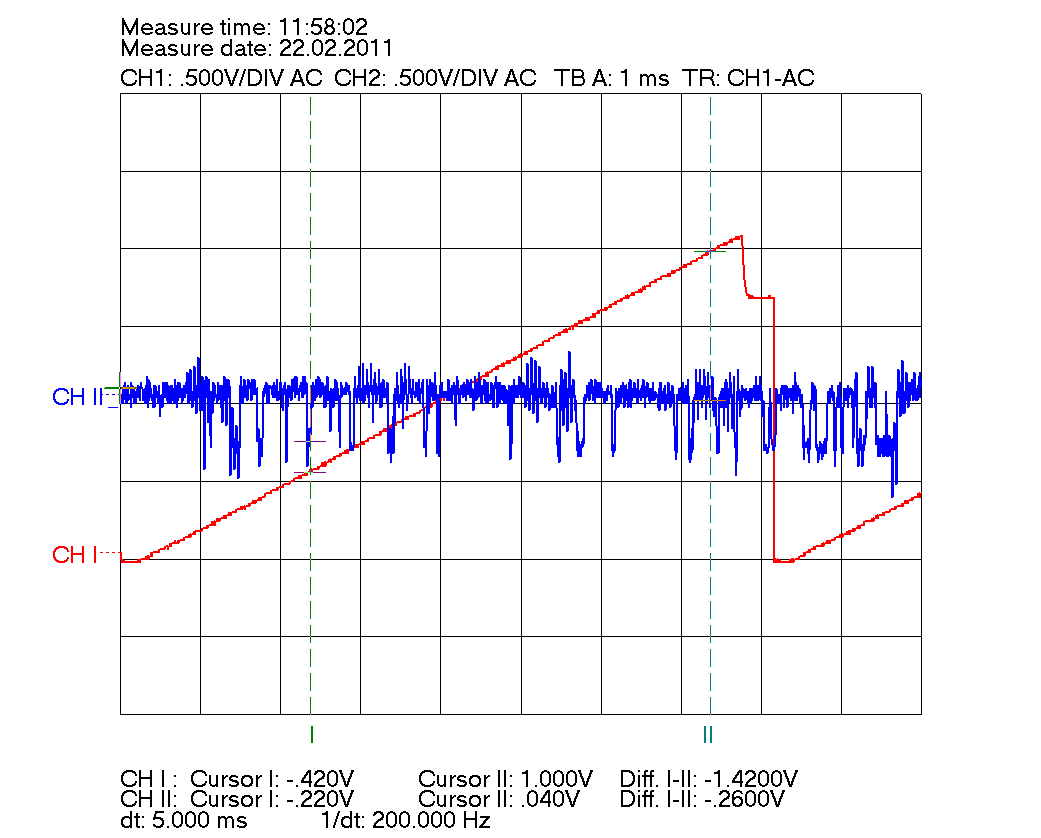 Measure time: 11:58:02
Measure date: 22.02.2011
CH1: .500V/DIV AC CH2: .500V/DIV AC TB A: 1 ms TR: CH1-AC
CH II
CH I
I II
CH I : Cursor I: -.420V Cursor II: 1.000V Diff. I-II: -1.4200V
CH II: Cursor I: -.220V Cursor II: .040V Diff. I-II: -.2600V
dt: 5.000 ms 1/dt: 200.000 Hz